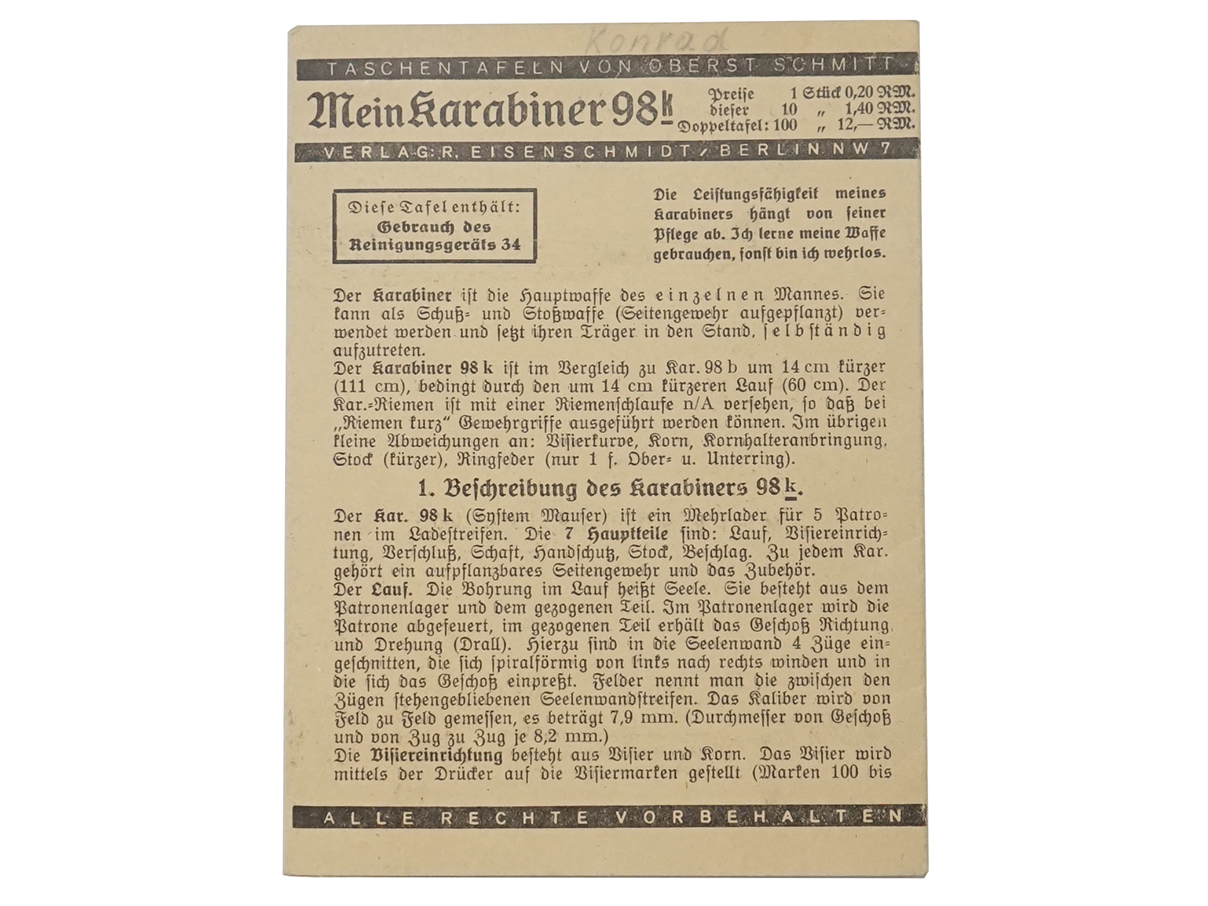 Konrad
TASCHENTAFELN VON OBERST SCHMITT
Mein Karabiner 98k
Preise 1 Stück 0,20 RM.
dieser 10 „ 1,40 RM.
Doppeltafel: 100 „ 12,— RM.
VERLAG: R. EISENSCHMIDT / BERLIN NW 7
Diese Tafel enthält:
Gebrauch des
Reinigungsgeräts 34
Die Leistungsfähigkeit meines
Karabiners hängt von seiner
Pflege ab. Ich lerne meine Waffe
gebrauchen, sonst bin ich wehrlos.
Der Karabiner ist die Hauptwaffe des einzelnen Mannes. Sie
kann als Schuß- und Stoßwaffe (Seitengewehr aufgepflanzt) ver-
wendet werden und setzt ihren Träger in den Stand, selbständig
aufzutreten.
Der Karabiner 98 k ist im Vergleich zu Kar. 98 b um 14 cm kürzer
(111 cm), bedingt durch den um 14 cm kürzeren Lauf (60 cm). Der
Kar.-Riemen ist mit einer Riemenschlaufe n/A versehen, so daß bei
„Riemen kurz“ Gewehrgriffe ausgeführt werden können. Im übrigen
kleine Abweichungen an: Visierkurve, Korn, Kornhalteranbringung,
Stock (kürzer), Ringfeder (nur 1 f. Ober- u. Unterring).
1. Beschreibung des Karabiners 98 k.
Der Kar. 98 k (System Mauser) ist ein Mehrlader für 5 Patro-
nen im Ladestreifen. Die 7 Hauptteile sind: Lauf, Visiereinrich-
tung, Verschluß, Schaft, Handschutz, Stock, Beschlag. Zu jedem Kar.
gehört ein aufpflanzbares Seitengewehr und das Zubehör.
Der Lauf. Die Bohrung im Lauf heißt Seele. Sie besteht aus dem
Patronenlager und dem gezogenen Teil. Im Patronenlager wird die
Patrone abgefeuert, im gezogenen Teil erhält das Geschoß Richtung
und Drehung (Drall). Hierzu sind in die Seelenwand 4 Züge ein-
geschnitten, die sich spiralförmig von links nach rechts winden und in
die sich das Geschoß einpreßt. Felder nennt man die zwischen den
Zügen stehengebliebenen Seelenwandstreifen. Das Kaliber wird von
Feld zu Feld gemessen, es beträgt 7,9 mm. (Durchmesser von Geschoß
und von Zug zu Zug je 8,2 mm.)
Die Visiereinrichtung besteht aus Visier und Korn. Das Visier wird
mittels der Drücker auf die Visiermarken gestellt (Marken 100 bis
ALLE RECHTE VORBEHALTEN